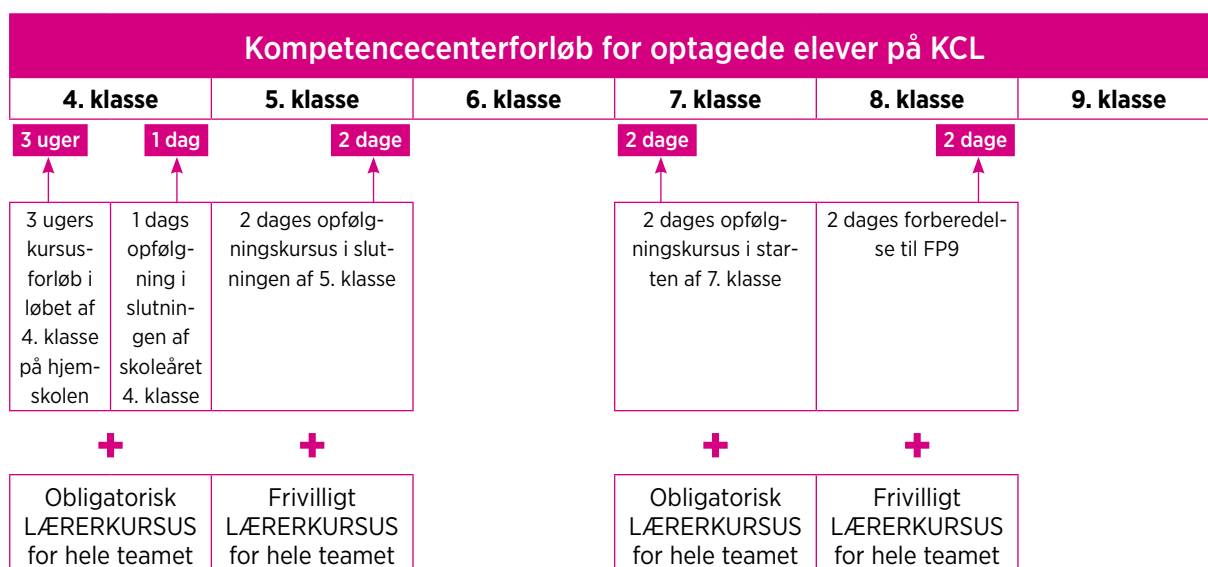 Kompetencecenterforløb for optagede elever på KCL
4. klasse
5. klasse
6. klasse
7. klasse
8. klasse
9. klasse
3 uger
1 dag
2 dage
2 dage
2 dage
3 ugers
kursus-
forløb i
løbet af
4. klasse
på hjem-
skolen
1 dags
opfølg-
ning i
slutnin-
gen af
skoleåret
4. klasse
2 dages opfølg-
ningskursus i slut-
ningen af 5. klasse
2 dages opfølg-
ningskursus i star-
ten af 7. klasse
2 dages forberedel-
se til FP9
Obligatorisk
LÆRERKURSUS
for hele teamet
Frivilligt
LÆRERKURSUS
for hele teamet
Obligatorisk
LÆRERKURSUS
for hele teamet
Frivilligt
LÆRERKURSUS
for hele teamet